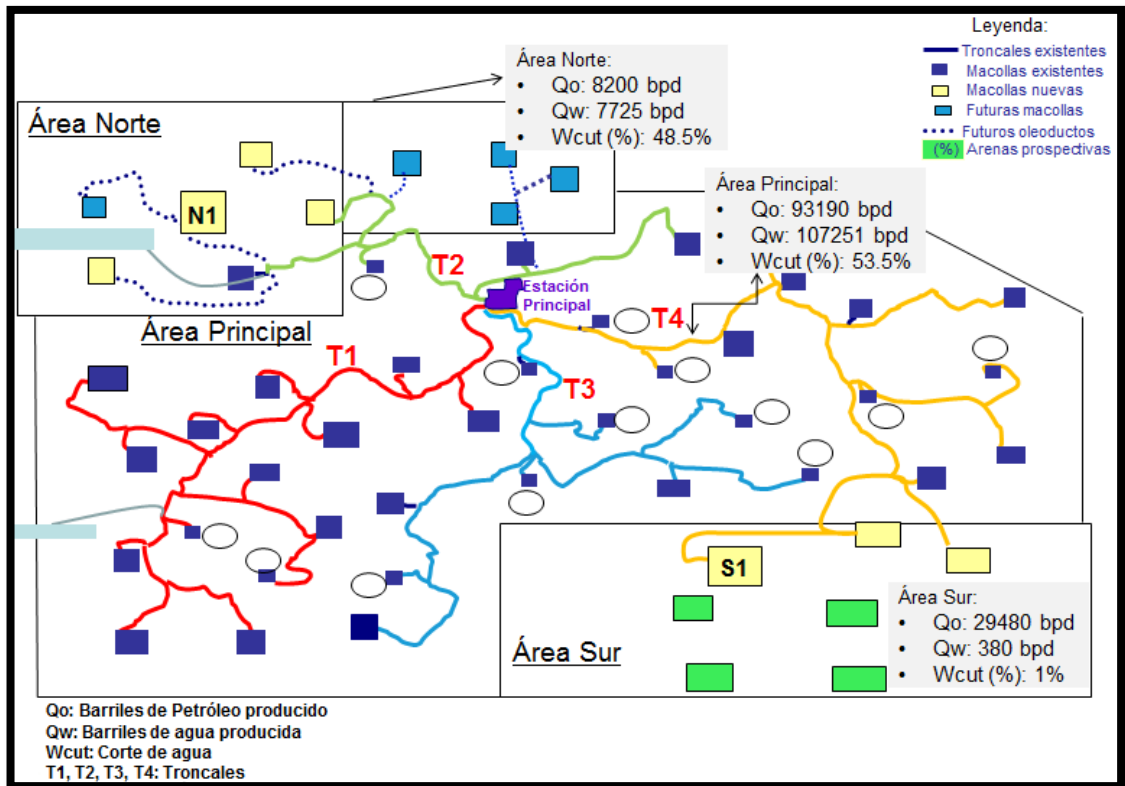 Leyenda:
Troncales existentes
Macollas existentes
Macollas nuevas
Futuras macollas
Futuros oleoductos
(%) Arenas prospectivas
Área Norte:
• Qo: 8200 bpd
• Qw: 7725 bpd
• Wcut (%): 48.5%
Área Norte
N1
Área Principal:
• Qo: 93190 bpd
• Qw: 107251 bpd
• Wcut (%): 53.5%
T2
Estación
Principal
Área Principal
T4
T1
T3
S1
Área Sur:
• Qo: 29480 bpd
• Qw: 380 bpd
• Wcut (%): 1%
Área Sur
Qo: Barriles de Petróleo producido
Qw: Barriles de agua producida
Wcut: Corte de agua
T1, T2, T3, T4: Troncales